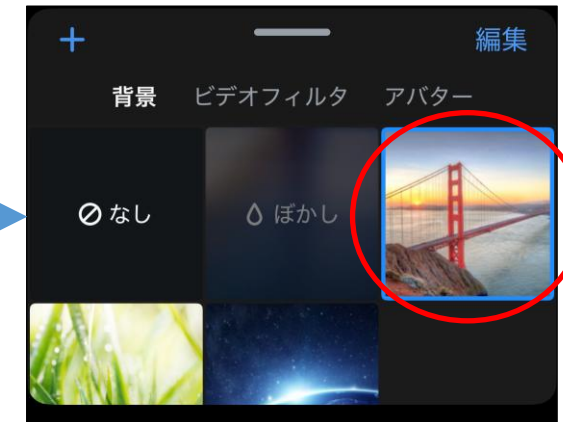 + 編集
背景 ビデオフィルタ アバター
なし ぼかし